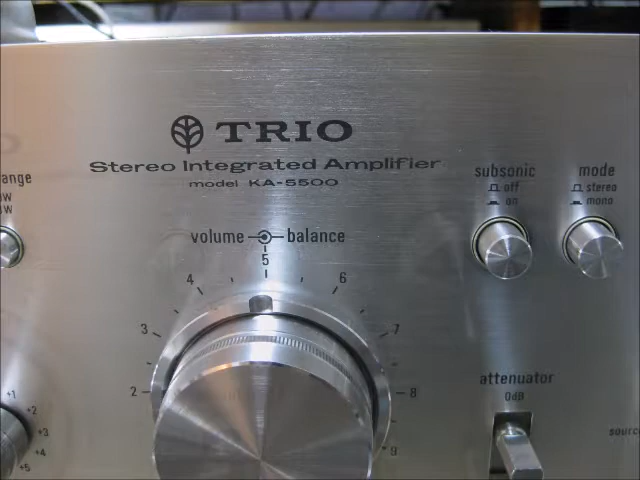 TRIO
Stereo Integrated Amplifier
model KA-5500
ange
W
W
subsonic
off
on
mode
stereo
mono
volume balance
5
4 6
3 7
2 8
9
+1
+2
+3
+4
+5
attenuator
0dB
source